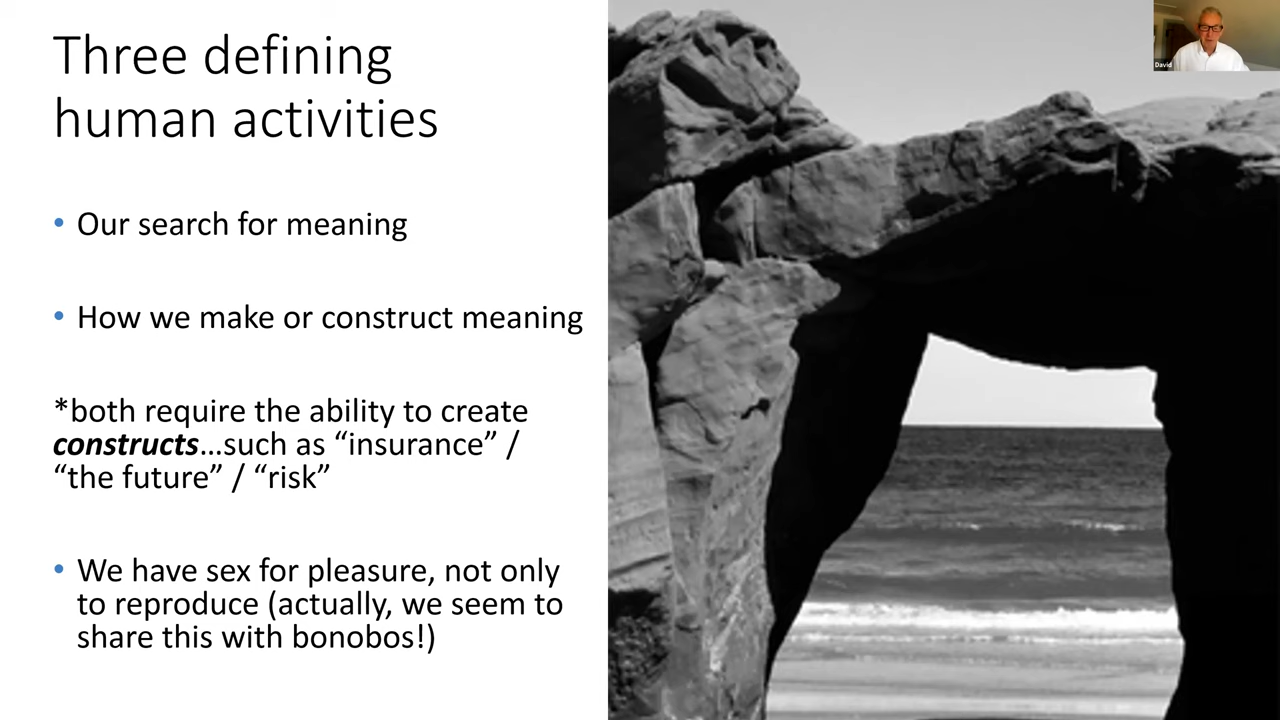 Three defining
human activities
• Our search for meaning
• How we make or construct meaning
*both require the ability to create
constructs…such as “insurance” /
“the future” / “risk”
• We have sex for pleasure, not only
to reproduce (actually, we seem to
share this with bonobos!)
David